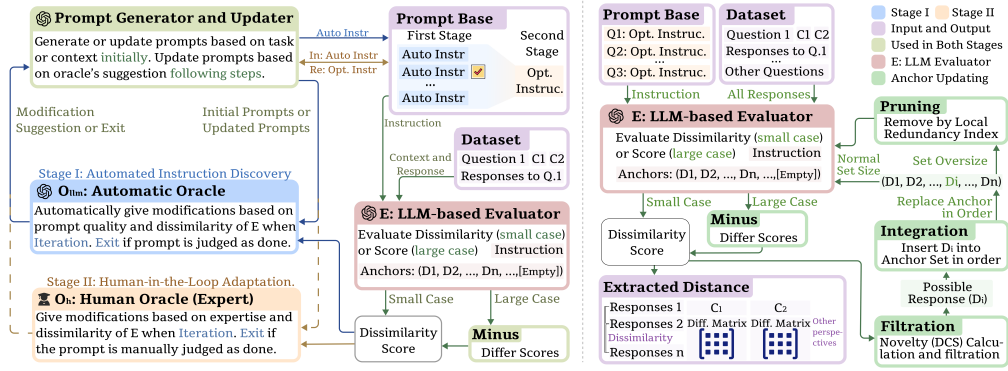 Prompt Generator and Updater
Generate or update prompts based on task
or context initially. Update prompts based
on oracle's suggestion following steps.
Auto Instr
In: Auto Instr
Re: Opt. Instr
Prompt Base
First Stage
Auto Instr
Auto Instr
...
Auto Instr
Second
Stage
Opt.
Instruc.
Modification
Suggestion or Exit
Initial Prompts or
Updated Prompts
Instruction
Context and
Response
Dataset
Question 1 C1 C2
Responses to Q.1
Stage I: Automated Instruction Discovery
Ollm: Automatic Oracle
Automatically give modifications based on
prompt quality and dissimilarity of E when
Iteration. Exit if prompt is judged as done.
E: LLM-based Evaluator
Evaluate Dissimilarity (small case)
or Score (large case) Instruction
Anchors: (D1, D2, ..., Dn, ...,[Empty])
Stage II: Human-in-the-Loop Adaptation.
Oh: Human Oracle (Expert)
Give modifications based on expertise and
dissimilarity of E when Iteration. Exit if
the prompt is manually judged as done.
Small Case
Large Case
Dissimilarity
Score
Minus
Differ Scores
Prompt Base
Q1: Opt. Instruc.
Q2: Opt. Instruc.
...
Q3: Opt. Instruc.
Dataset
Question 1 C1 C2
Responses to Q.1
...
Other Questions
Stage I
Stage II
Input and Output
Used in Both Stages
E: LLM Evaluator
Anchor Updating
Instruction
All Responses
E: LLM-based Evaluator
Evaluate Dissimilarity (small case)
or Score (large case) Instruction
Anchors: (D1, D2, ..., Dn, ...,[Empty])
Pruning
Remove by Local
Redundancy Index
Normal
Set Size
Set Oversize
(D1, D2, ..., Di, ..., Dn)
Replace Anchor
in Order
Small Case
Large Case
Dissimilarity
Score
Minus
Differ Scores
Integration
Insert Di into
Anchor Set in order
Possible
Response (Di)
Extracted Distance
Responses 1
Responses 2
Dissimilarity
Responses n
C1
Diff. Matrix
C2
Diff. Matrix
Other
perspe-
ctives
Filtration
Novelty (DCS) Calcu-
lation and filtration